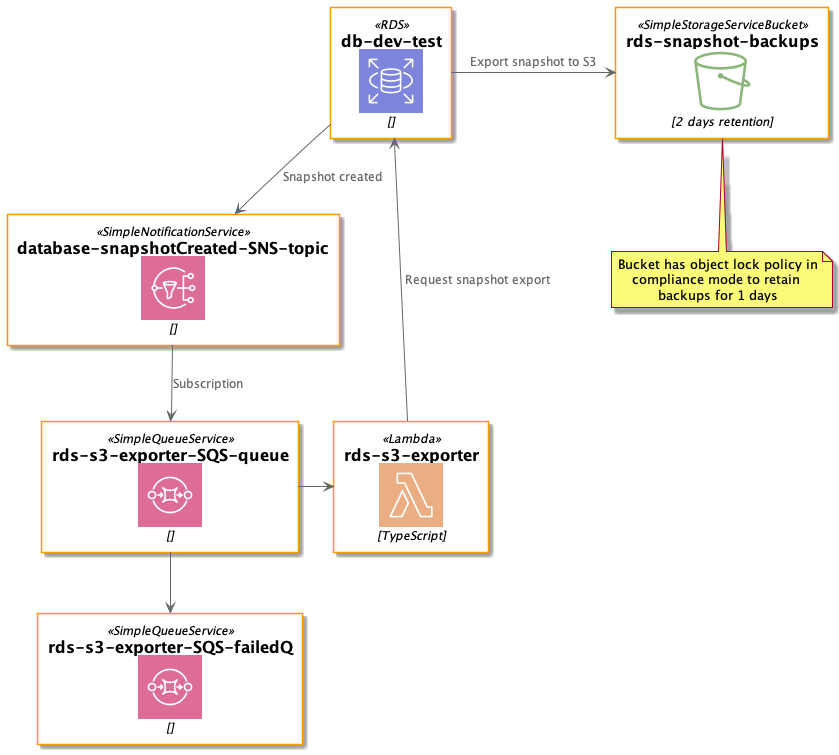 «RDS»
db-dev-test
[]
Export snapshot to S3
«SimpleStorageServiceBucket»
rds-snapshot-backups
[2 days retention]
Snapshot created
«SimpleNotificationService»
database-snapshotCreated-SNS-topic
[]
Request snapshot export
Bucket has object lock policy in
compliance mode to retain
backups for 1 days
Subscription
«SimpleQueueService»
rds-s3-exporter-SQS-queue
[]
«Lambda»
rds-s3-exporter
[TypeScript]
«SimpleQueueService»
rds-s3-exporter-SQS-failedQ
[]